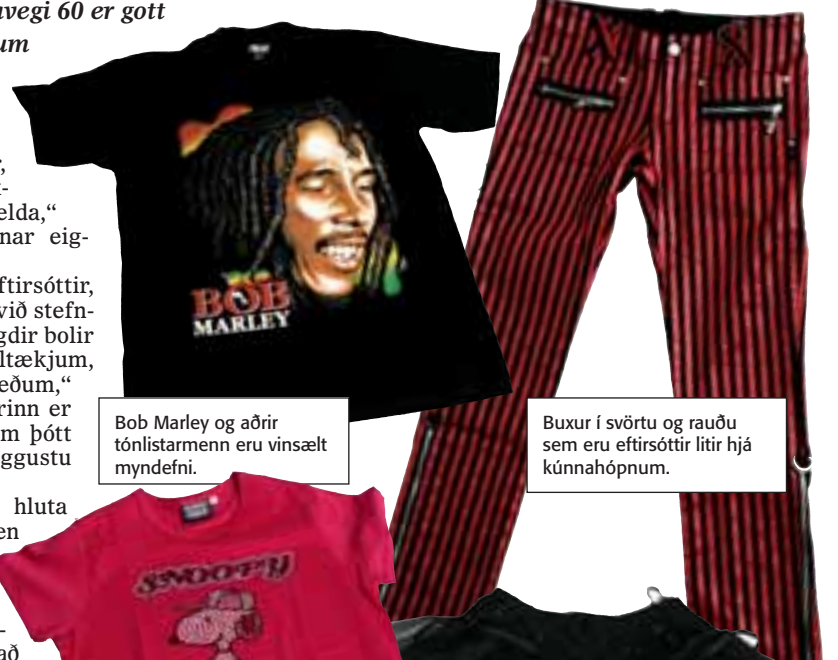 avegi 60 er gott
um
elda,“
nar eig-
ftirsóttir,
við stefn-
gdir bolir
ltækjum,
eðum,“
rinn er
m þótt
ggustu
hluta
en
að
BOB
MARLEY
Bob Marley og aðrir
tónlistarmenn eru vinsælt
myndefni.
Buxur í svörtu og rauðu
sem eru eftirsóttir litir hjá
kúnnahópnum.
SNOOPY